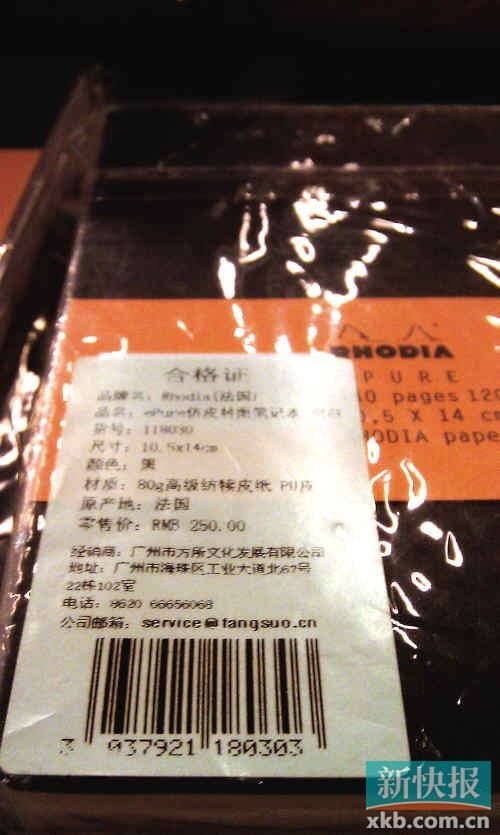 RHODIA
PURE
pages 120
X 14 cm
RHODIA pape
合格证
品牌名：Rhodia(法国)
品名：ePure仿皮封面笔记本
货号：118030
尺寸：10.5x14cm
颜色：黑
材质：80g高级纺犊皮纸 PU皮
原产地：法国
零售价：RMB 250.00
经销商：广州市方所文化发展有限公司
地址：广州市海珠区工业大道北67号
22栋102室
电话：8620 66656068
公司邮箱：service@fangsuo.cn
3 037921 180303
新快报
xkb.com.cn